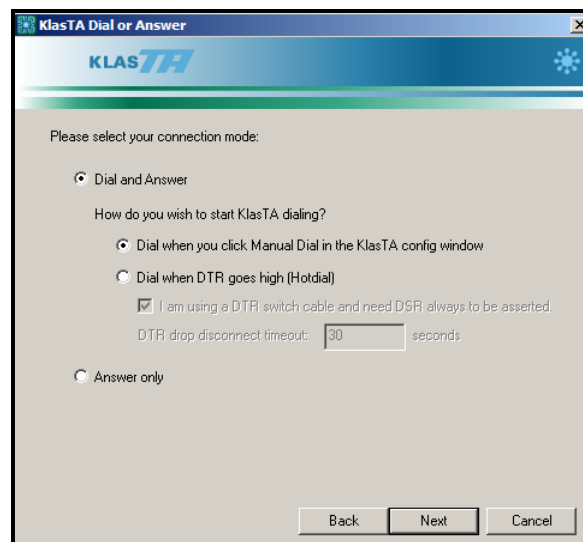 KlasTA Dial or Answer
KLASTA
Please select your connection mode:
Dial and Answer
How do you wish to start KlasTA dialing?
Dial when you click Manual Dial in the KlasTA config window
Dial when DTR goes high (Hotdial)
I am using a DTR switch cable and need DSR always to be asserted.
DTR drop disconnect timeout: 30 seconds
Answer only
Back Next Cancel